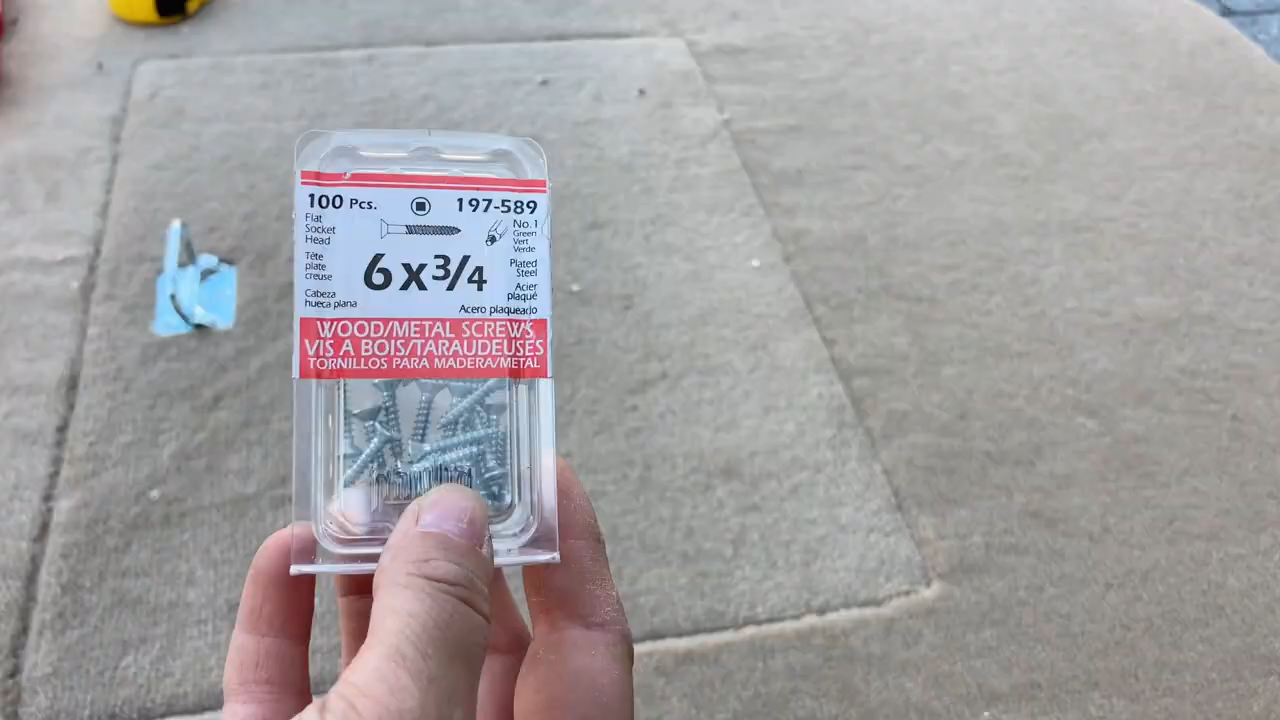 100 Pcs. 197-589
Flat
Socket
Head
No.1
Green
Vert
Verde
Tête
plate
creuse
6 x 3/4
Plated
Steel
Acier
plaqué
Cabeza
hueca plana
Acero plaqueado
WOOD/METAL SCREWS
VIS A BOIS/TARAUDEUSES
TORNILLOS PARA MADERA/METAL